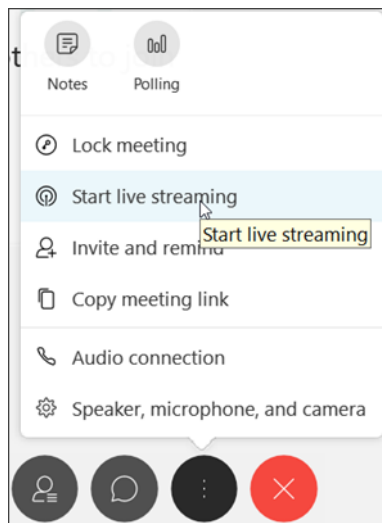 Notes Polling
Lock meeting
Start live streaming
Start live streaming
Invite and remind
Copy meeting link
Audio connection
Speaker, microphone, and camera